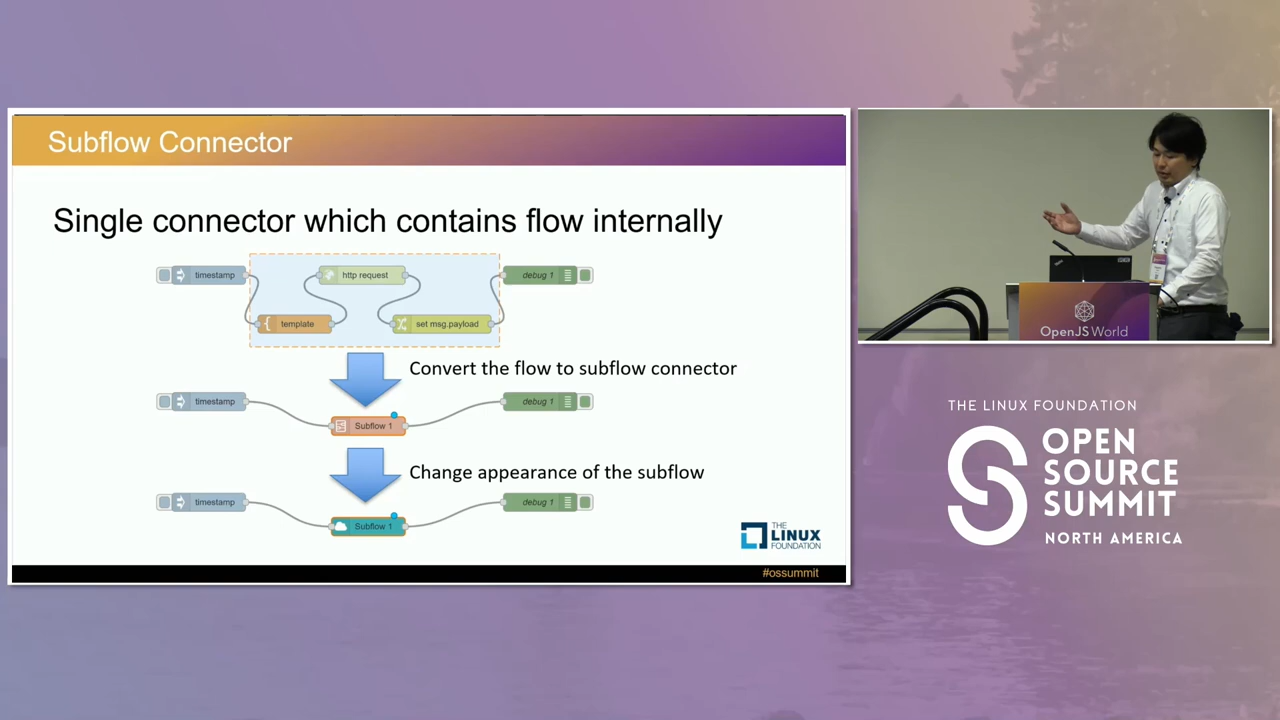 Subflow Connector
Single connector which contains flow internally
timestamp
http request
debug 1
template
set msg.payload
Convert the flow to subflow connector
timestamp
debug 1
Subflow 1
Change appearance of the subflow
timestamp
debug 1
Subflow 1
THE
LINUX
FOUNDATION
#ossummit
OpenJS World
THE LINUX FOUNDATION
OPEN
SOURCE
SUMMIT
NORTH AMERICA